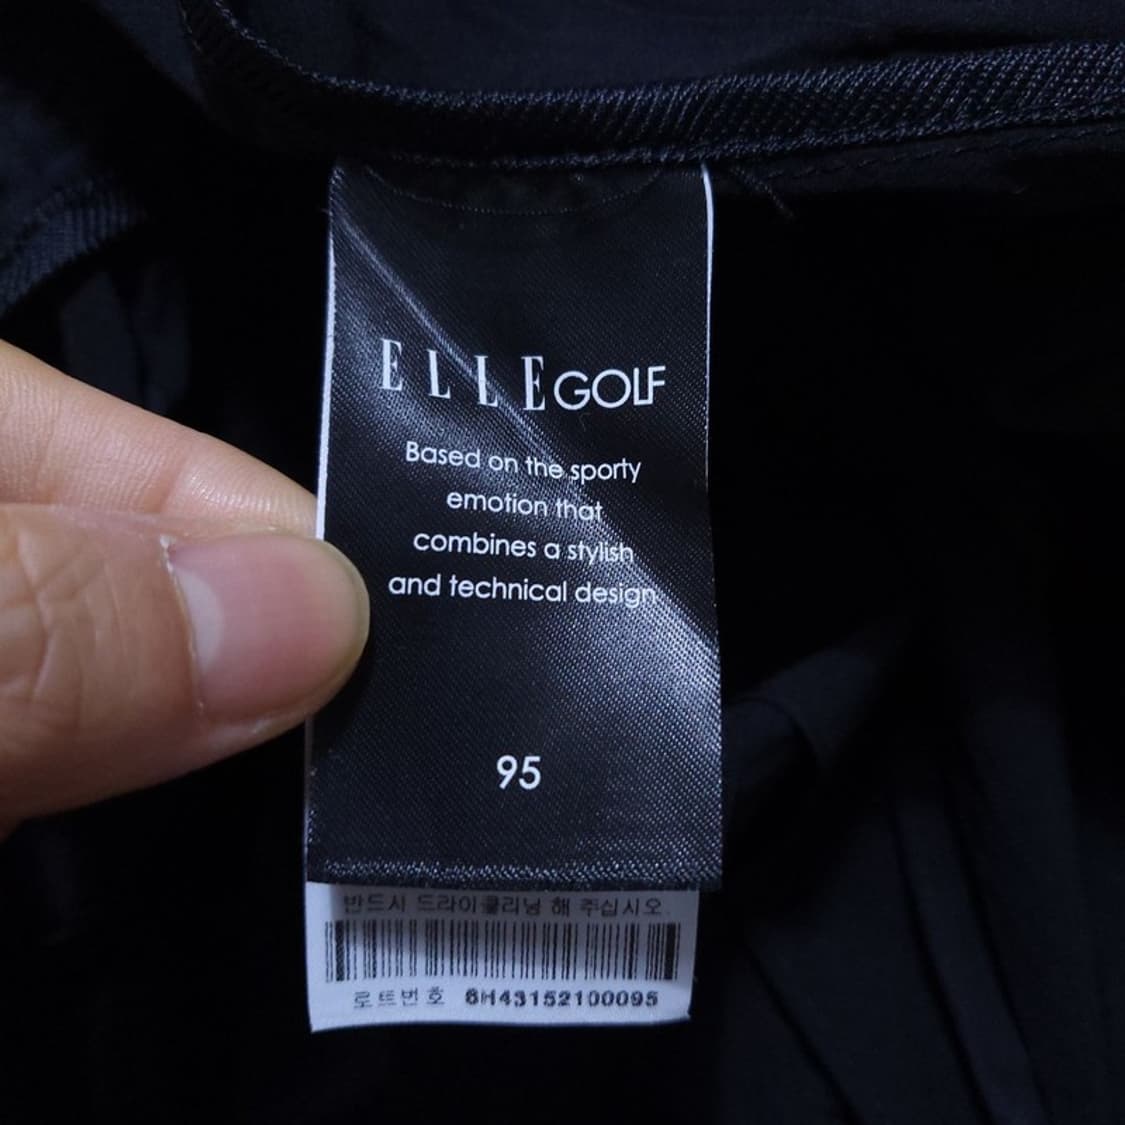 ELLE GOLF
Based on the sporty
emotion that
combines a stylish
and technical design
95
반드시 드라이클리닝 해 주십시오.
로트번호 6H43152100095